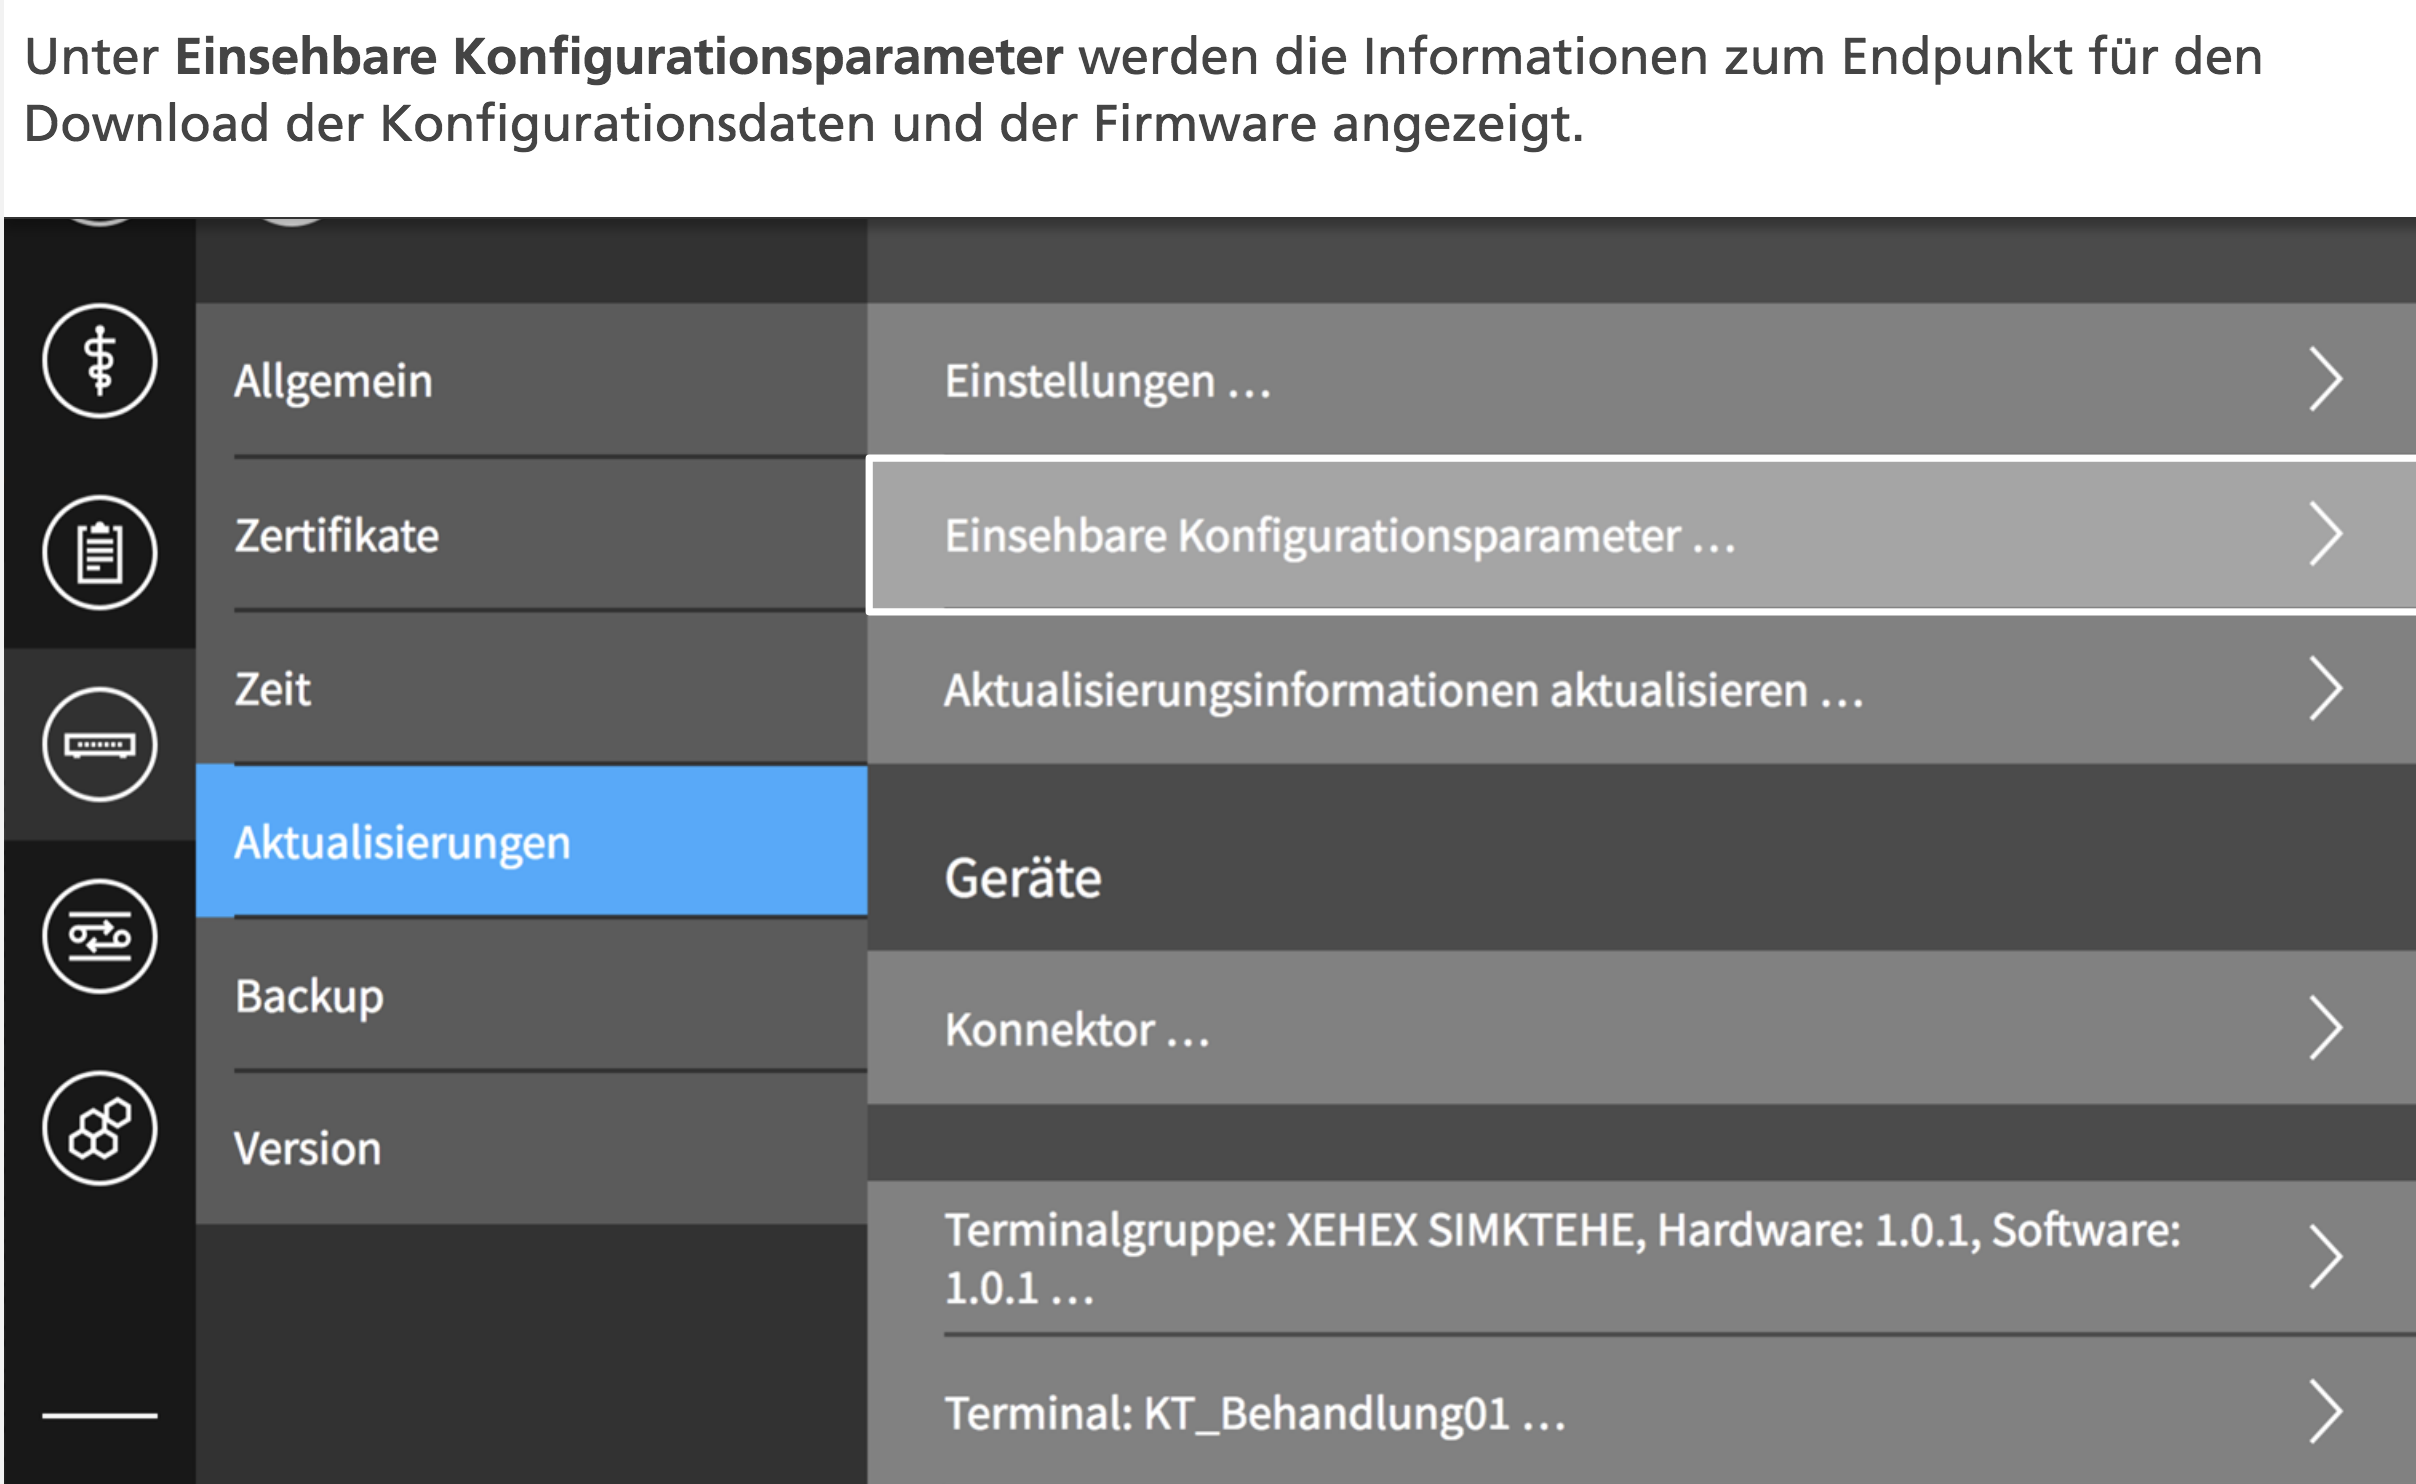 Unter Einsehbare Konfigurationsparameter werden die Informationen zum Endpunkt für den
Download der Konfigurationsdaten und der Firmware angezeigt.
Allgemein
Zertifikate
Zeit
Aktualisierungen
Backup
Version
Einstellungen ...
Einsehbare Konfigurationsparameter ...
Aktualisierungsinformationen aktualisieren ...
Geräte
Konnektor ...
Terminalgruppe: XEHEX SIMKTEHE, Hardware: 1.0.1, Software:
1.0.1 ...
Terminal: KT_Behandlung01 ...